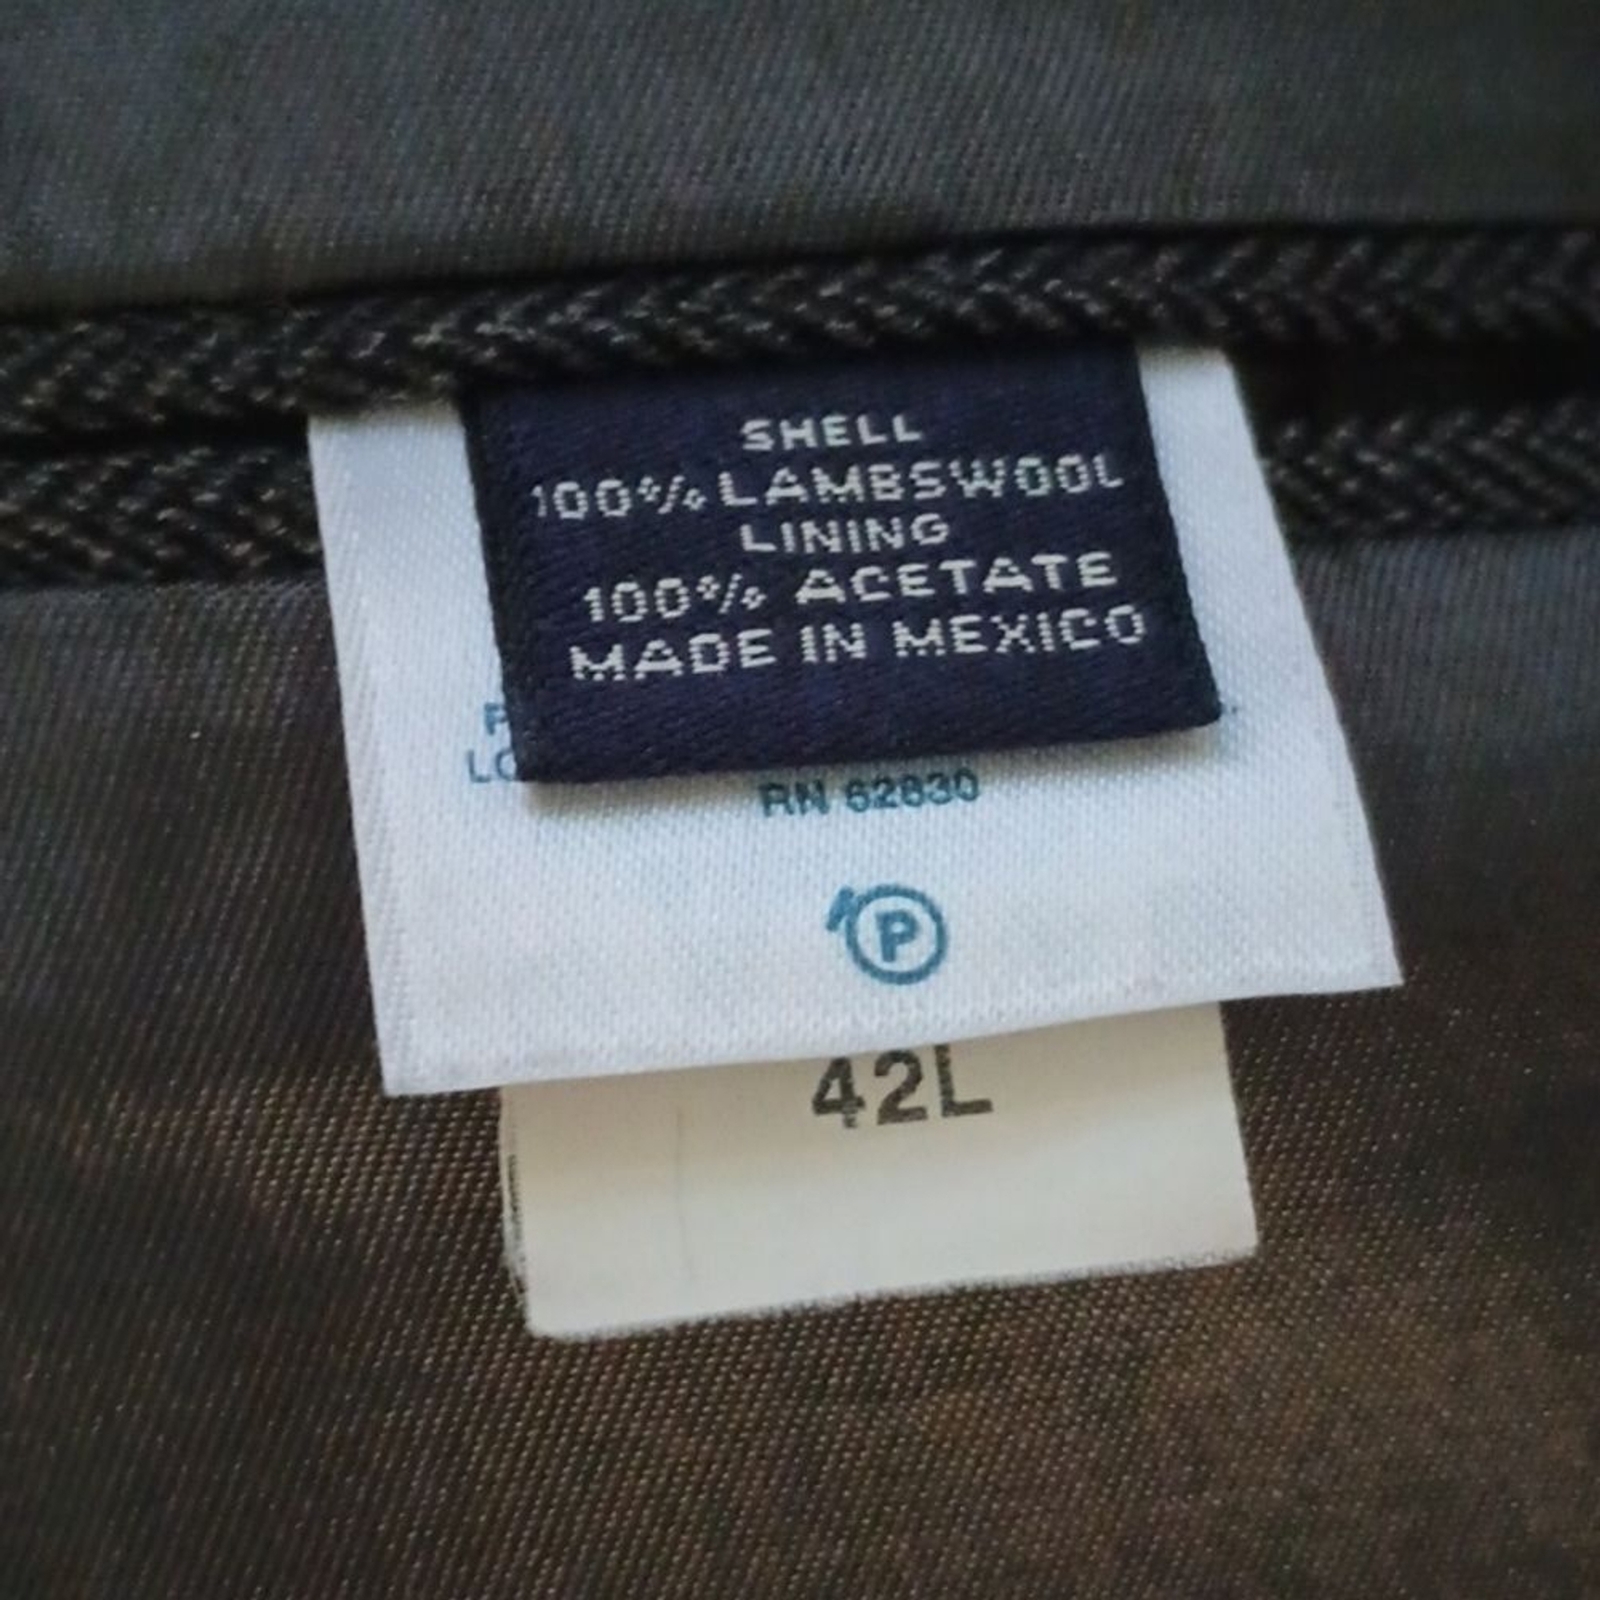 SHELL
100% LAMBSWOOL
LINING
100% ACETATE
MADE IN MEXICO
RN 62830
P
42L